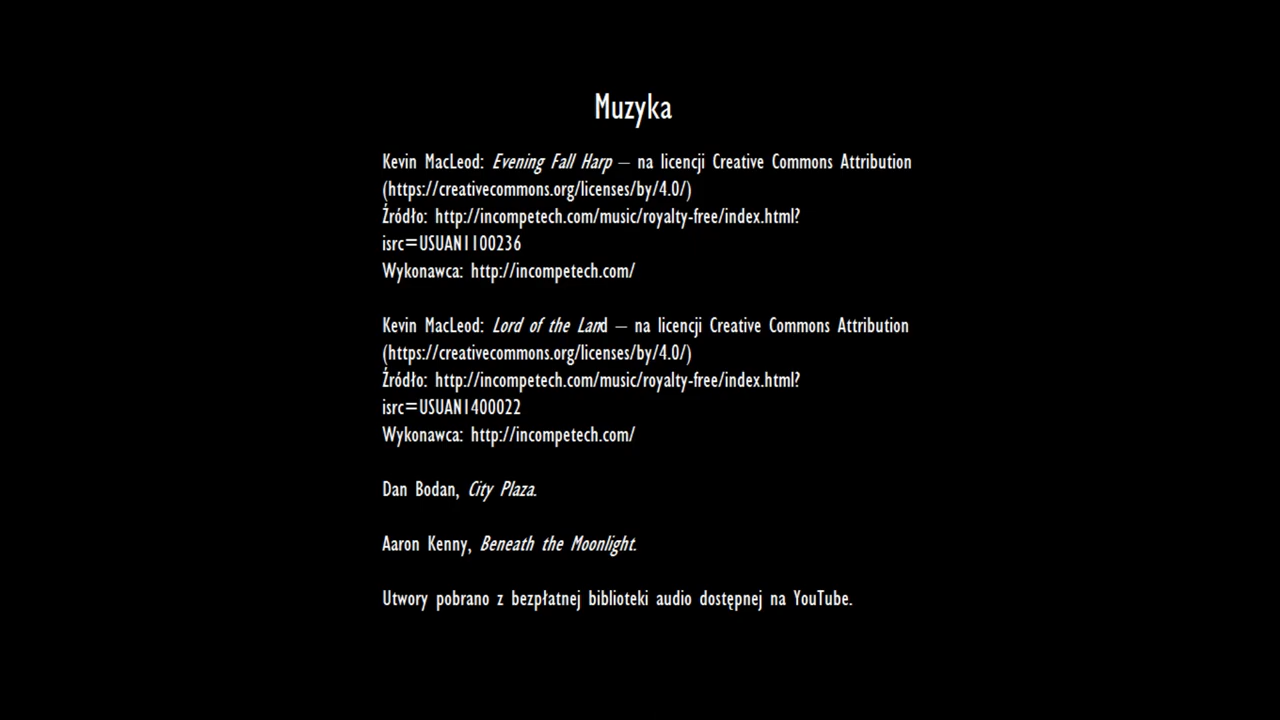 Muzyka
Kevin MacLeod: Evening Fall Harp – na licencji Creative Commons Attribution
(https://creativecommons.org/licenses/by/4.0/)
Źródło: http://incompetech.com/music/royalty-free/index.html?
isrc=USUAN1100236
Wykonawca: http://incompetech.com/
Kevin MacLeod: Lord of the Land – na licencji Creative Commons Attribution
(https://creativecommons.org/licenses/by/4.0/)
Źródło: http://incompetech.com/music/royalty-free/index.html?
isrc=USUAN1400022
Wykonawca: http://incompetech.com/
Dan Bodan, City Plaza.
Aaron Kenny, Beneath the Moonlight.
Utwory pobrano z bezpłatnej biblioteki audio dostępnej na YouTube.